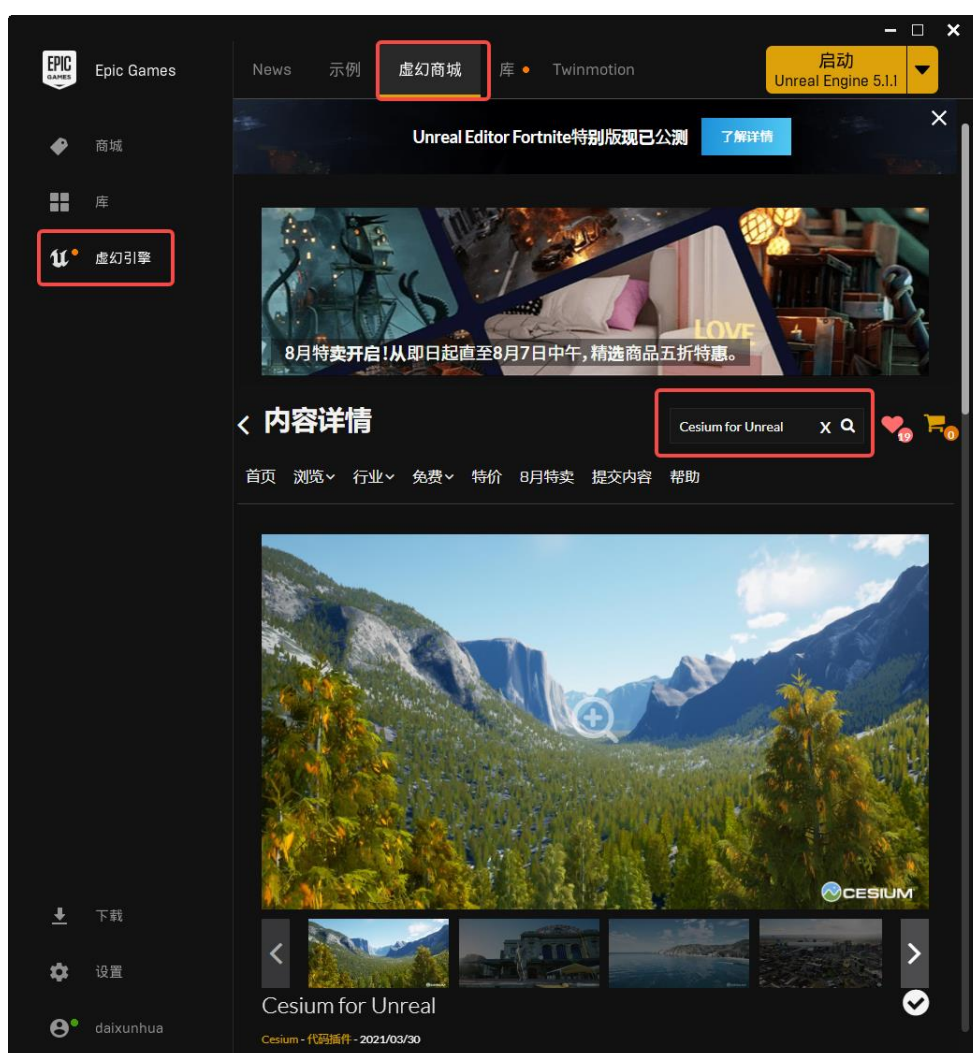 EPIC
GAMES
Epic Games
News
示例
虚幻商城
库
Twinmotion
启动
Unreal Engine 5.1.1
商城
库
虚幻引擎
Unreal Editor Fortnite特别版现已公测
了解详情
LOVE
8月特卖开启!从即日起直至8月7日中午,精选商品五折特惠。
内容详情
Cesium for Unreal
X
19
0
首页 浏览 行业 免费 特价 8月特卖 提交内容 帮助
CESIUM
Cesium for Unreal
Cesium - 代码插件 - 2021/03/30
下载
设置
daixunhua